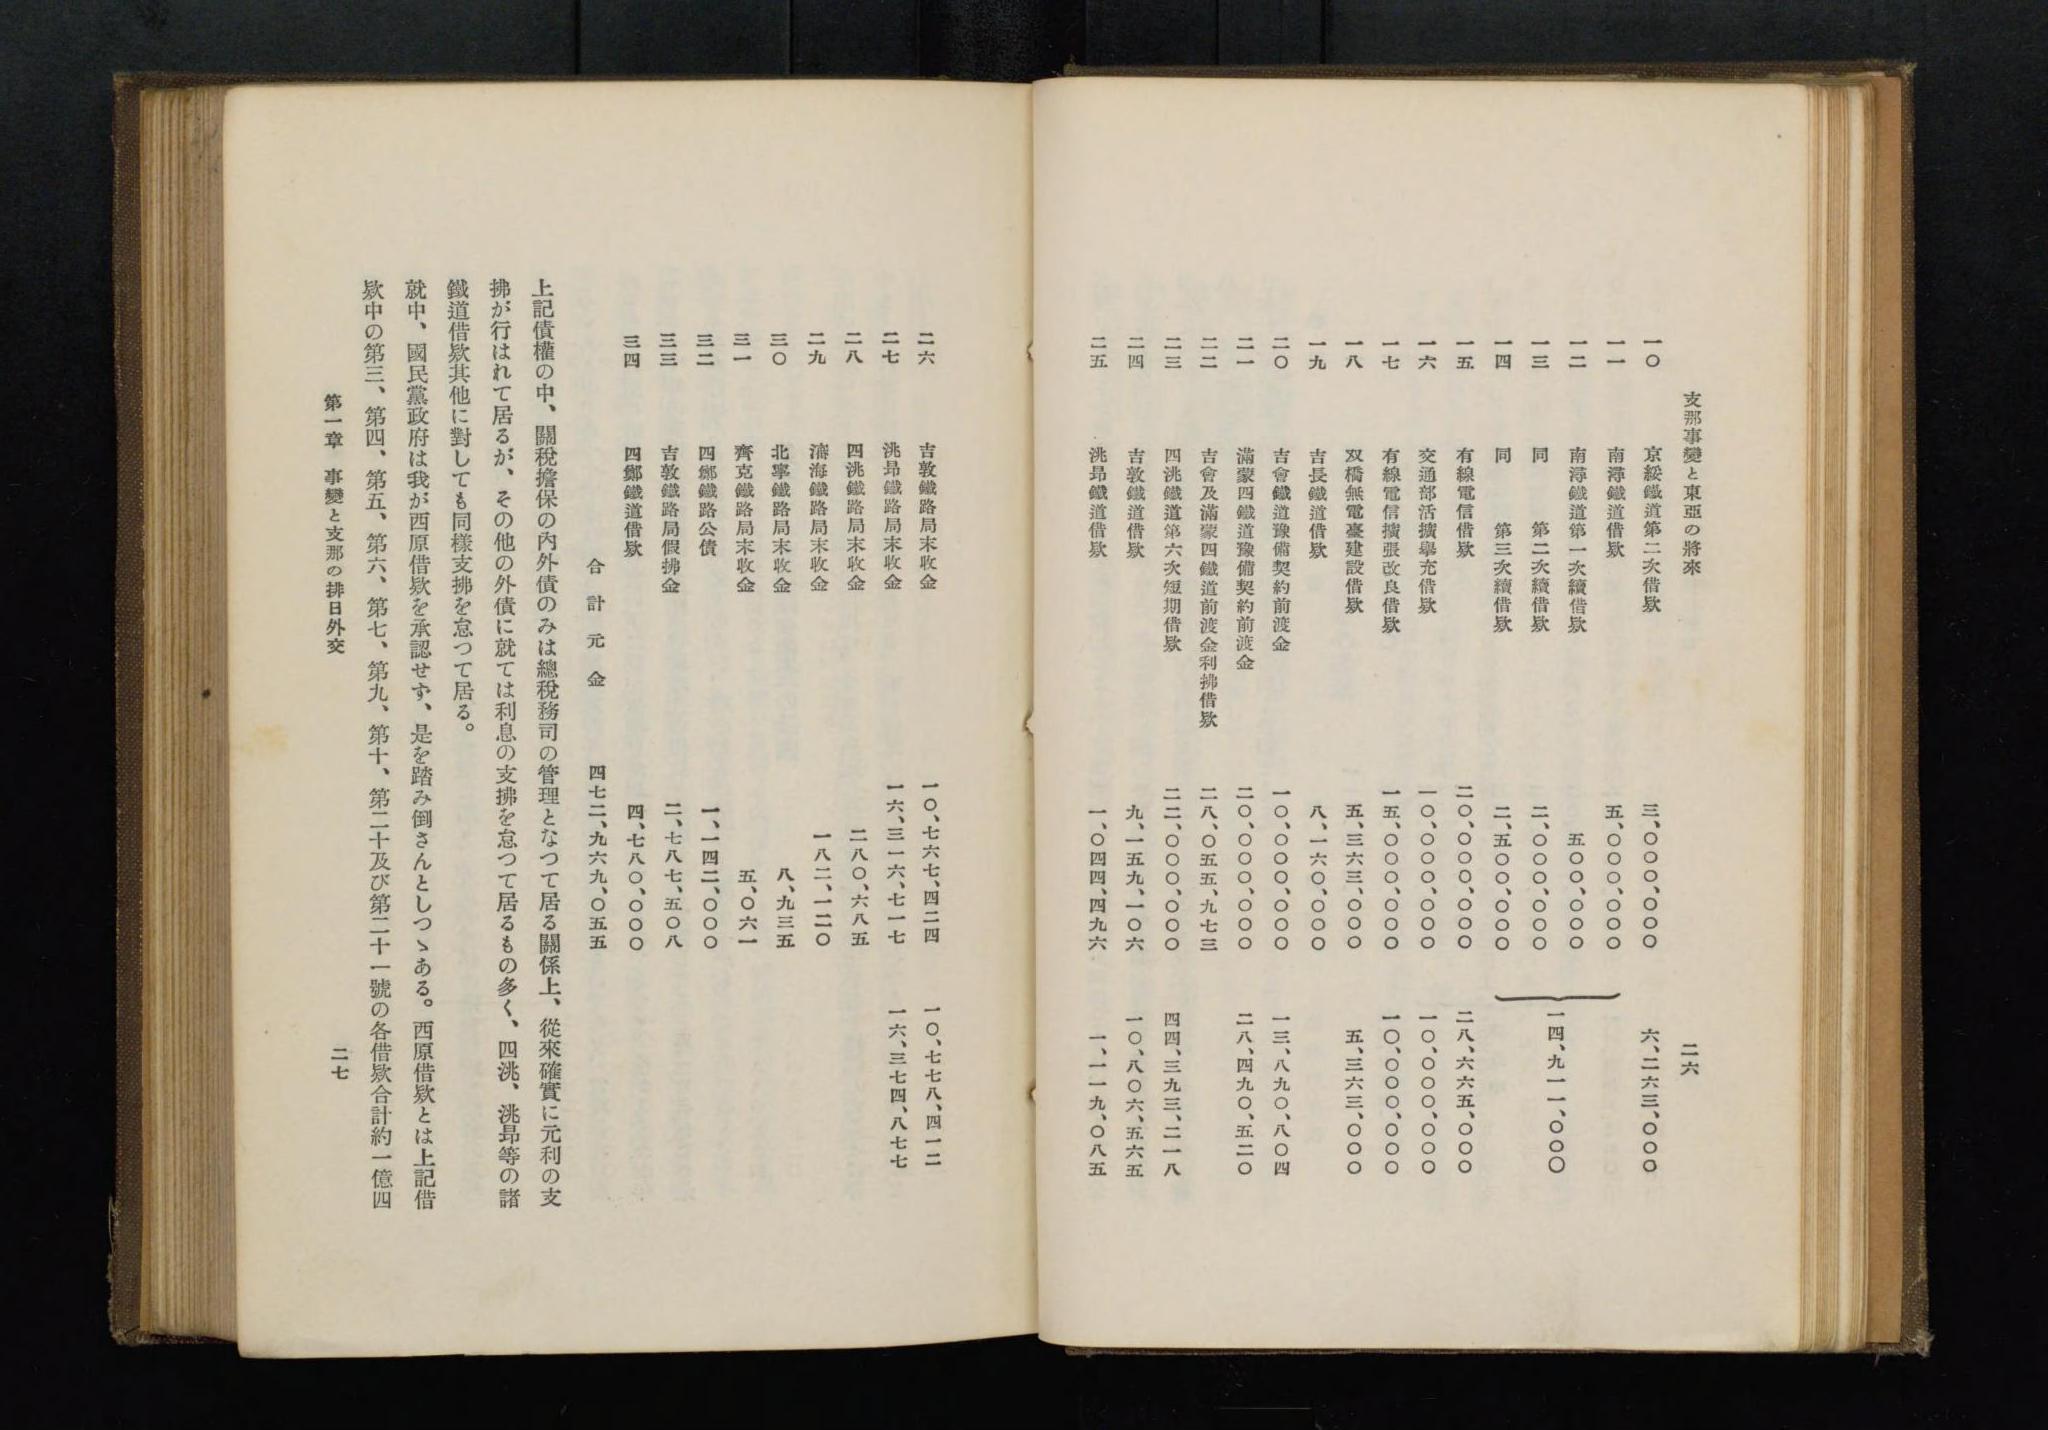 支那事變と東亞の將來
二六
一〇 京綏鐵道第二次借欵 三、〇〇〇、〇〇〇 六、二六三、〇〇〇
一一 南潯鐵道借欵 五、〇〇〇、〇〇〇
一二 南潯鐵道第一次續借欵 五〇〇、〇〇〇
一三 同 第二次續借欵 二、〇〇〇、〇〇〇
一四、九一一、〇〇〇
一四 同 第三次續借欵 二、五〇〇、〇〇〇
一五 有線電信借欵 二〇、〇〇〇、〇〇〇 二八、六六五、〇〇〇
一六 交通部活擴擧充借欵 一〇、〇〇〇、〇〇〇 一〇、〇〇〇、〇〇〇
一七 有線電信擴張改良借欵 一五、〇〇〇、〇〇〇 一〇、〇〇〇、〇〇〇
一八 双橋無電臺建設借欵 五、三六三、〇〇〇 五、三六三、〇〇〇
一九 吉長鐵道借欵 八、一六〇、〇〇〇
二〇 吉會鐵道豫備契約前渡金 一〇、〇〇〇、〇〇〇 一三、八九〇、八〇四
二一 滿蒙四鐵道豫備契約前渡金 二〇、〇〇〇、〇〇〇 二八、四九〇、五二〇
二二 吉會及滿蒙四鐵道前渡金利拂借欵 二八、〇五五、九七三
二三 四洮鐵道第六次短期借欵 二二、〇〇〇、〇〇〇 四四、三九三、二一八
二四 吉敦鐵道借欵 九、一五九、一〇六 一〇、八〇六、五六五
二五 洮昂鐵道借欵 一、〇四四、四九六 一、一一九、〇八五
二六 吉敦鐵路局未收金 一〇、七六七、四二四 一〇、七七八、四一二
二七 洮昂鐵路局未收金 一六、三一六、七一七 一六、三七四、八七七
二八 四洮鐵路局未收金 二八〇、六八五
二九 瀋海鐵路局未收金 一八二、一二〇
三〇 北寧鐵路局未收金 八、九三五
三一 齊克鐵路局未收金 五、〇六一
三二 四鄭鐵路公債 一、一四二、〇〇〇
三三 吉敦鐵路局假拂金 二、七八七、五〇八
三四 四鄭鐵道借欵 四、七八〇、〇〇〇
合計元金 四七二、九六九、〇五五
上記債權の中、關稅擔保の內外債のみは總稅務司の管理となつて居る關係上、從來確實に元利の支
拂が行はれて居るが、その他の外債に就ては利息の支拂を怠つて居るもの多く、四洮、洮昂等の諸
鐵道借欵其他に對しても同樣支拂を怠つて居る。
就中、國民黨政府は我が西原借欵を承認せず、是を踏み倒さんとしつゝある。西原借欵とは上記借
欵中の第三、第四、第五、第六、第七、第九、第十、第二十及び第二十一號の各借欵合計約一億四
第一章 事變と支那の排日外交
二七